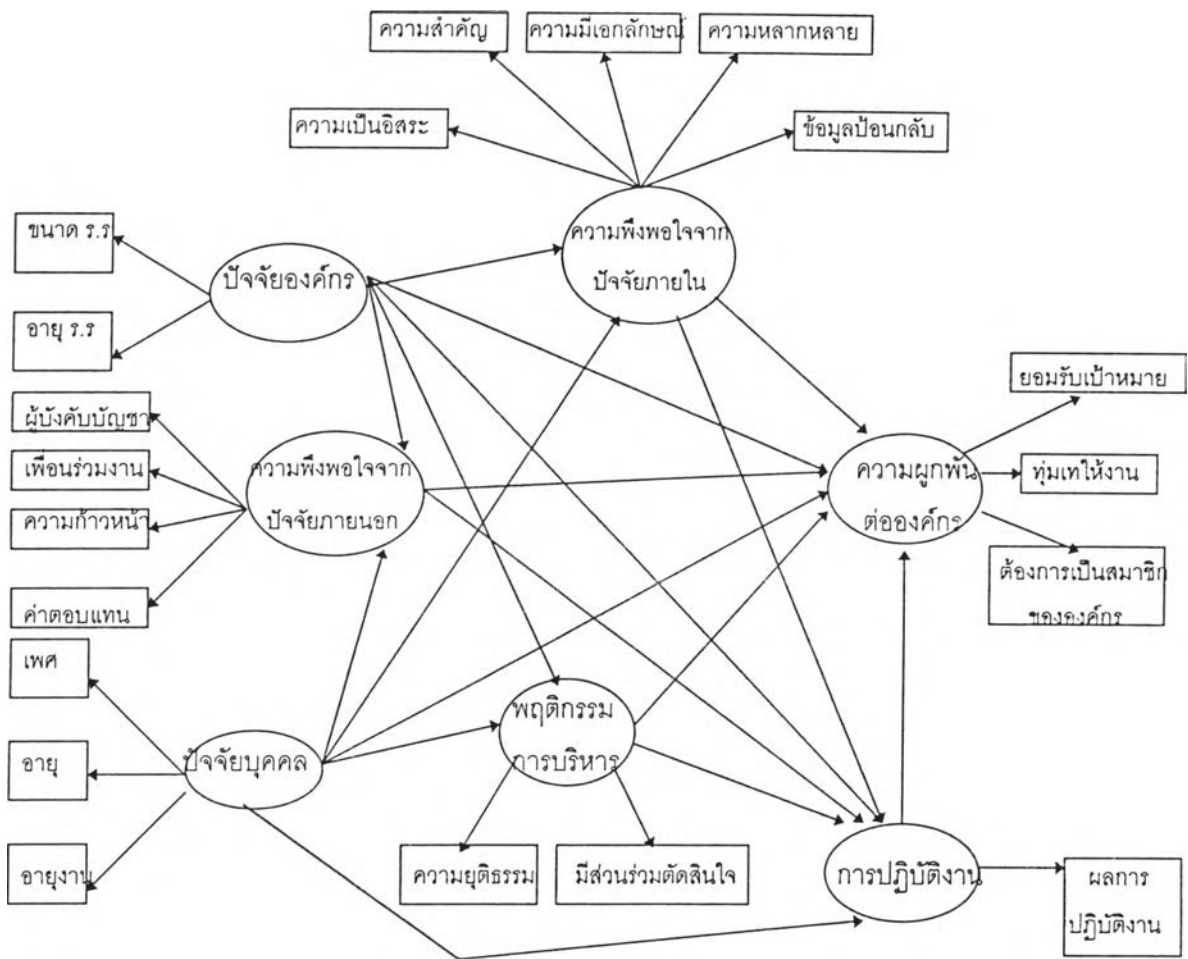 ความสำคัญ
ความมีเอกลักษณ์
ความหลากหลาย
ความเป็นอิสระ
ข้อมูลป้อนกลับ
ขนาด ร.ร
ปัจจัยองค์กร
ความพึงพอใจจาก
ปัจจัยภายใน
อายุ ร.ร
ยอมรับเป้าหมาย
ผู้บังคับบัญชา
เพื่อนร่วมงาน
ความก้าวหน้า
ค่าตอบแทน
ความพึงพอใจจาก
ปัจจัยภายนอก
ความผูกพัน
ต่อองค์กร
ทุ่มเทให้งาน
ต้องการเป็นสมาชิก
ขององค์กร
เพศ
อายุ
อายุงาน
ปัจจัยบุคคล
พฤติกรรม
การบริหาร
ความยุติธรรม
มีส่วนร่วมตัดสินใจ
การปฏิบัติงาน
ผลการ
ปฏิบัติงาน